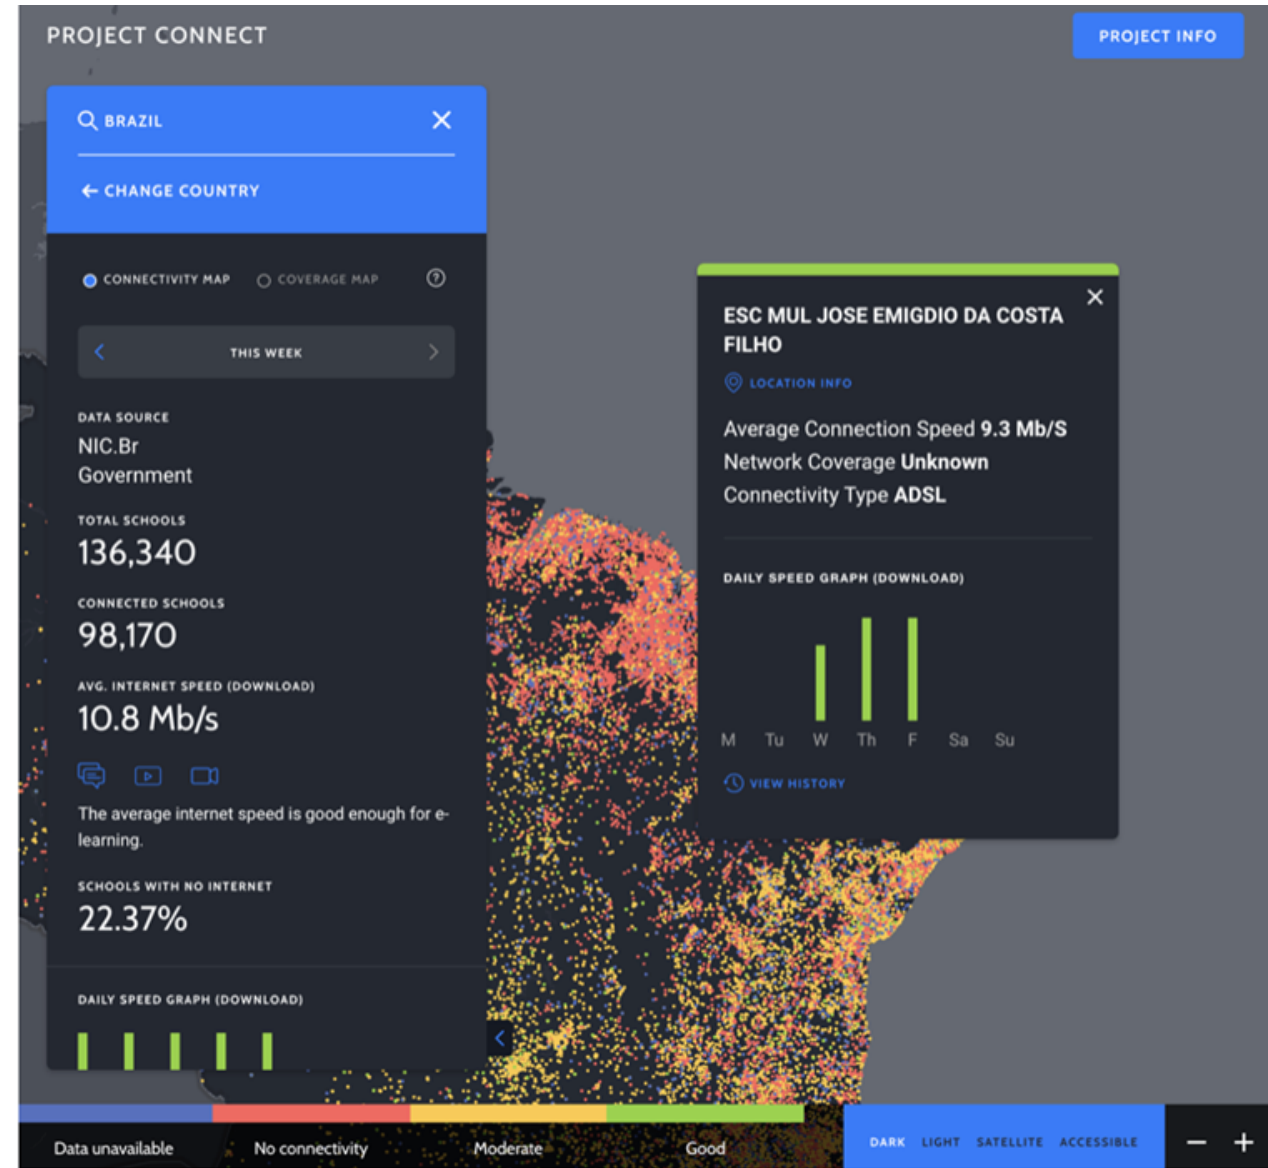 PROJECT CONNECT
PROJECT INFO
BRAZIL
CHANGE COUNTRY
CONNECTIVITY MAP
COVERAGE MAP
?
THIS WEEK
DATA SOURCE
NIC.Br
Government
TOTAL SCHOOLS
136,340
CONNECTED SCHOOLS
98,170
AVG. INTERNET SPEED (DOWNLOAD)
10.8 Mb/s
The average internet speed is good enough for e-
learning.
SCHOOLS WITH NO INTERNET
22.37%
DAILY SPEED GRAPH (DOWNLOAD)
ESC MUL JOSE EMIGDIO DA COSTA
FILHO
LOCATION INFO
Average Connection Speed 9.3 Mb/S
Network Coverage Unknown
Connectivity Type ADSL
DAILY SPEED GRAPH (DOWNLOAD)
M Tu W Th F Sa Su
VIEW HISTORY
Data unavailable
No connectivity
Moderate
Good
DARK LIGHT SATELLITE ACCESSIBLE